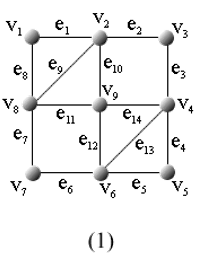 v₁ e₁ v₂ e₂ v₃
e₈ e₉ e₁₀ e₃
v₈ e₁₁ v₉ e₁₄ v₄
e₇ e₁₂ e₁₃ e₄
v₇ e₆ v₆ e₅ v₅
(1)